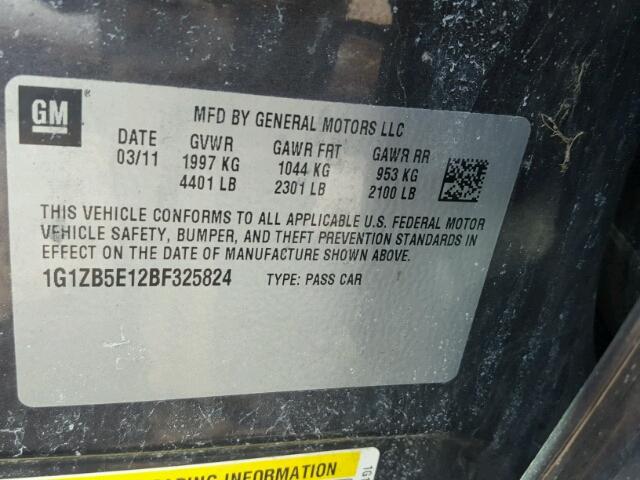 GM ®
MFD BY GENERAL MOTORS LLC
DATE GVWR GAWR FRT GAWR RR
03/11 1997 KG 1044 KG 953 KG
4401 LB 2301 LB 2100 LB
THIS VEHICLE CONFORMS TO ALL APPLICABLE U.S. FEDERAL MOTOR
VEHICLE SAFETY, BUMPER, AND THEFT PREVENTION STANDARDS IN
EFFECT ON THE DATE OF MANUFACTURE SHOWN ABOVE.
1G1ZB5E12BF325824 TYPE: PASS CAR
INFORMATION
1G